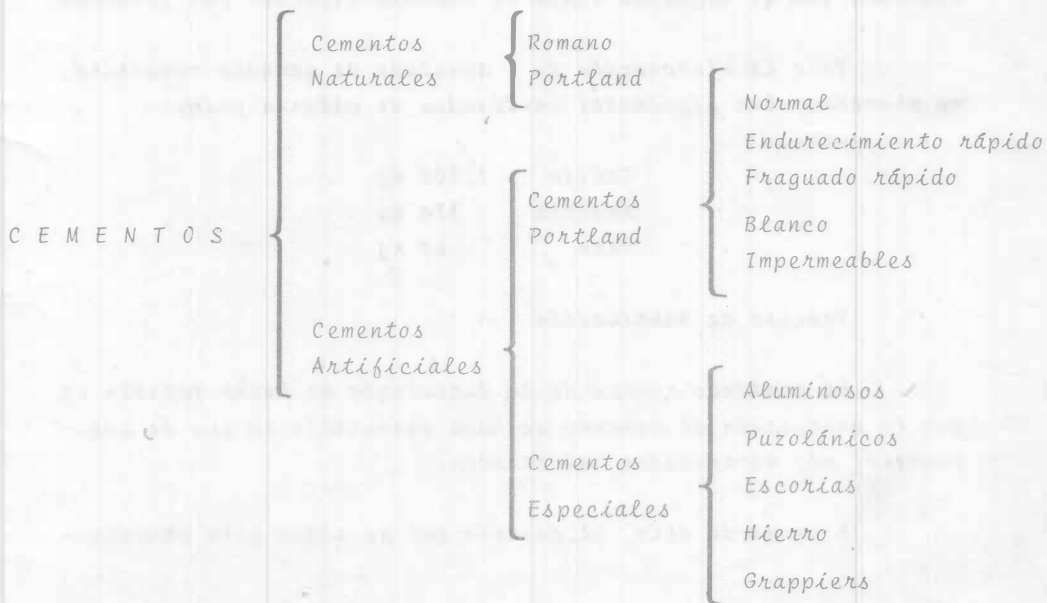 CEMENTOS
Cementos
Naturales
Romano
Portland
Cementos
Artificiales
Cementos
Portland
Normal
Endurecimiento rápido
Fraguado rápido
Blanco
Impermeables
Cementos
Especiales
Aluminosos
Puzolánicos
Escorias
Hierro
Grappiers